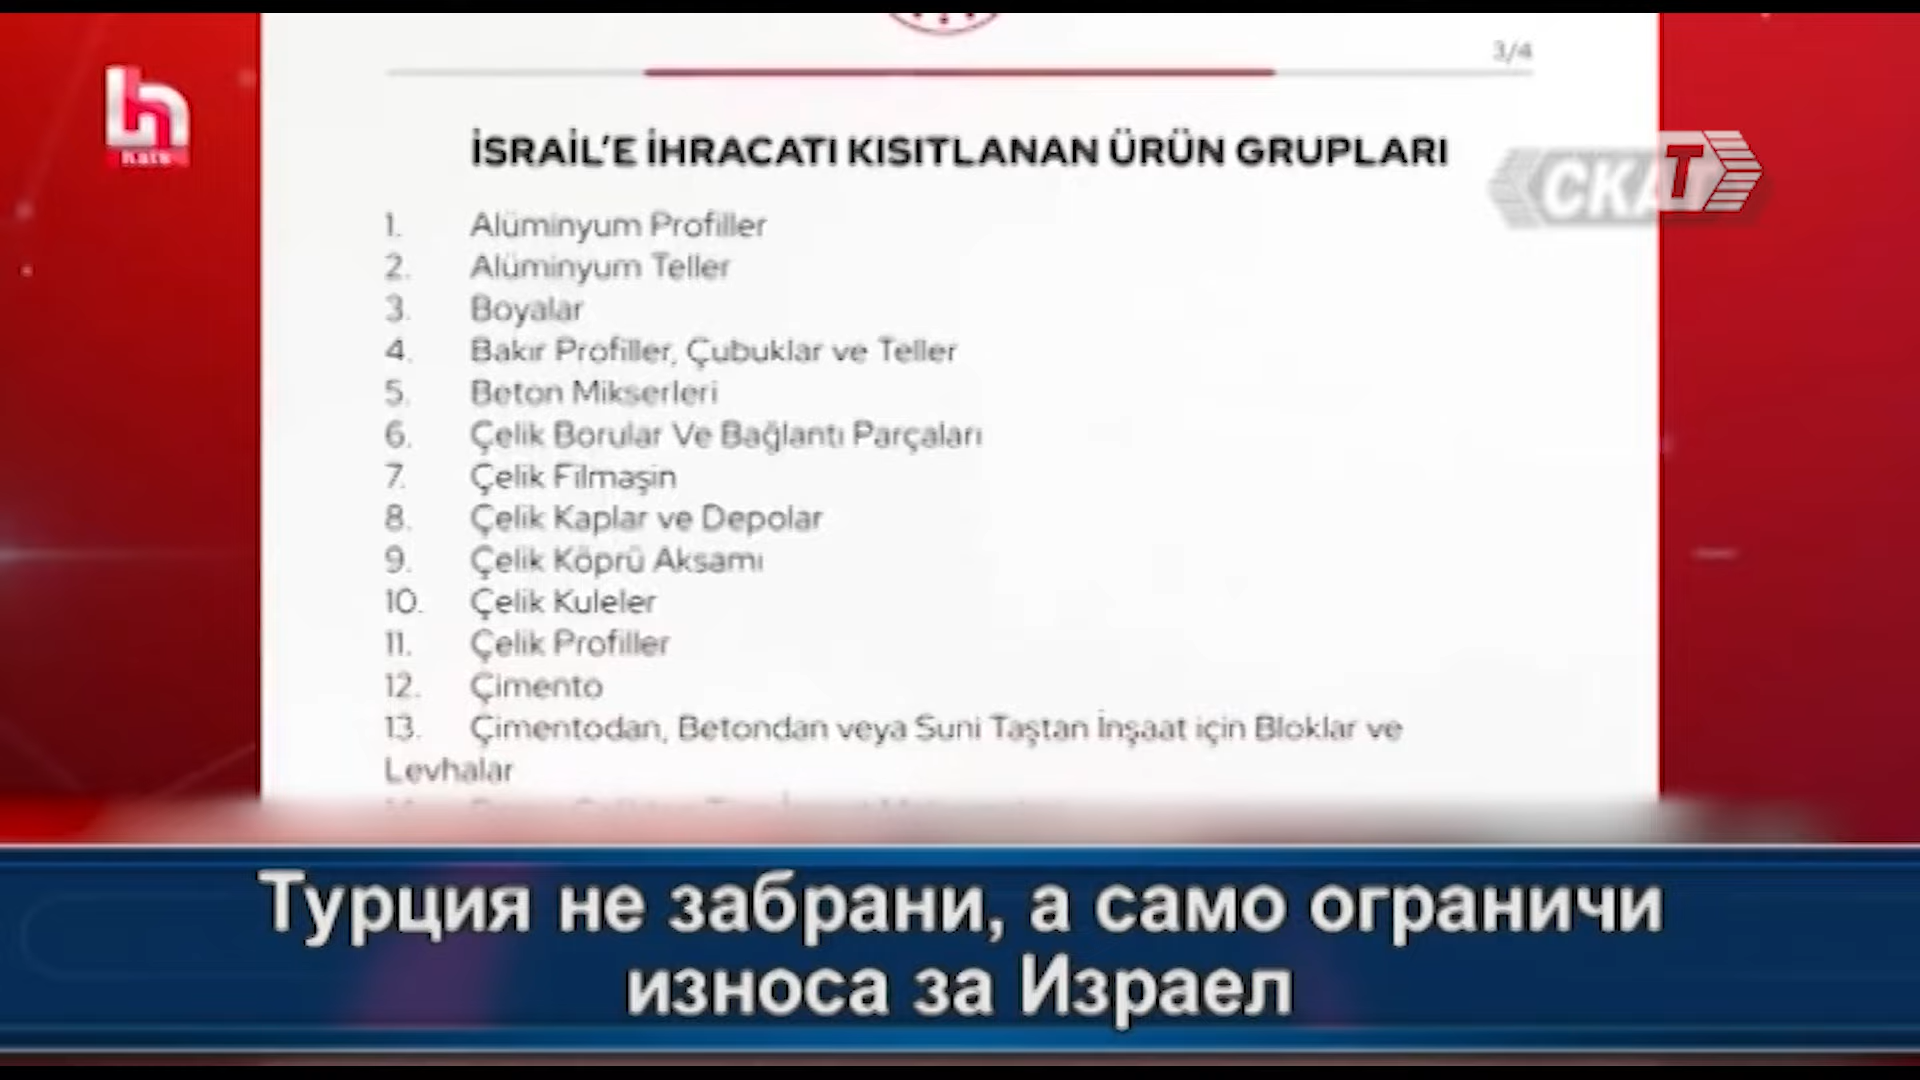 3/4
h
Halk
İSRAİL'E İHRACATI KISITLANAN ÜRÜN GRUPLARI
СКАТ
1. Alüminyum Profiller
2. Alüminyum Teller
3. Boyalar
4. Bakır Profiller, Çubuklar ve Teller
5. Beton Mikserleri
6. Çelik Borular Ve Bağlantı Parçaları
7. Çelik Filmaşin
8. Çelik Kaplar ve Depolar
9. Çelik Köprü Aksamı
10. Çelik Kuleler
11. Çelik Profiller
12. Çimento
13. Çimentodan, Betondan veya Suni Taştan İnşaat için Bloklar ve
Levhalar
Турция не забрани, а само ограничи
износа за Израел